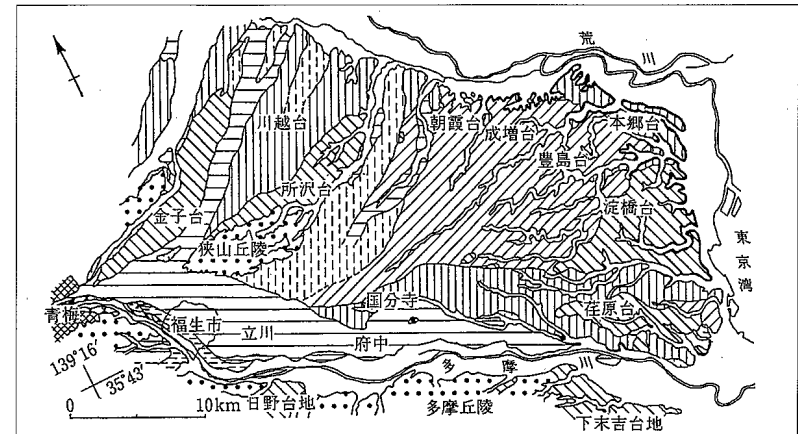 荒川
川越台
朝霞台
成増台
本郷台
豊島台
所沢台
淀橋台
金子台
狭山丘陵
東京湾
青梅
福生市
国分寺
荏原台
立川
府中
139°16′
35°43′
多摩川
0 10km
日野台地
多摩丘陵
下末吉台地
S